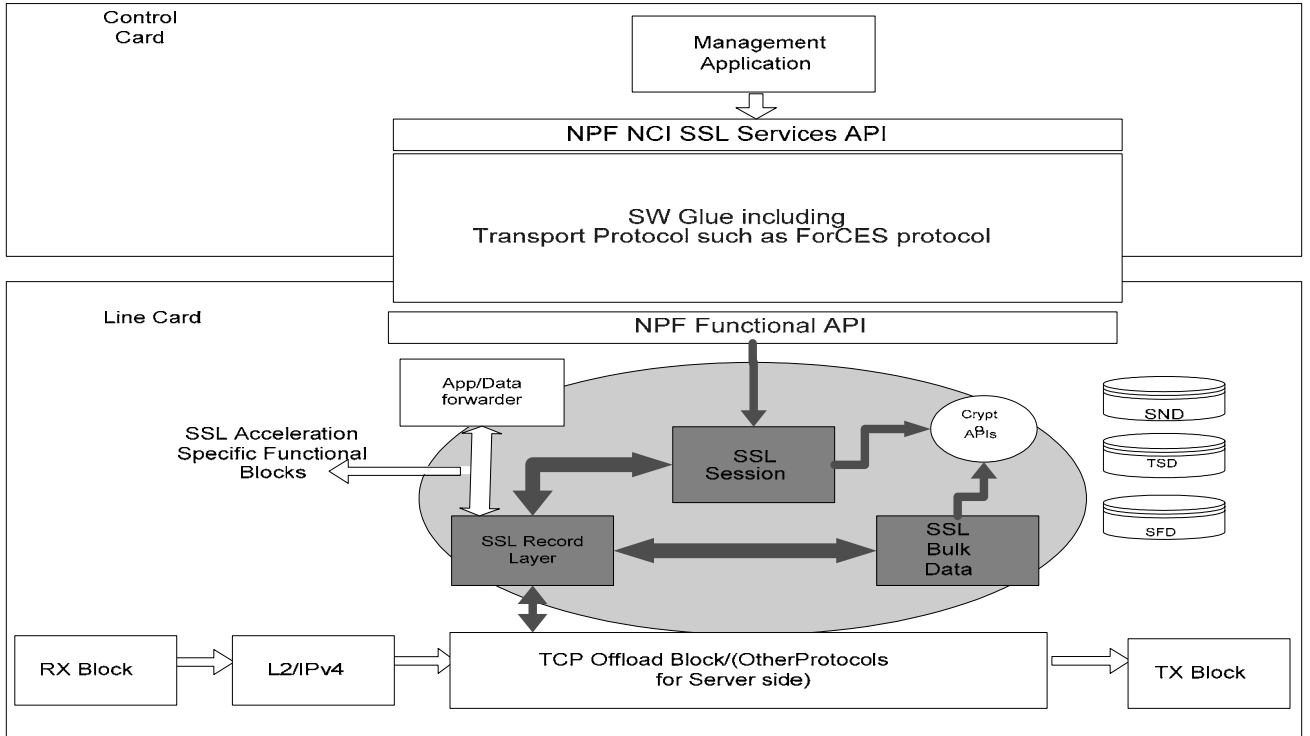 Control
Card
Management
Application
NPF NCI SSL Services API
SW Glue including
Transport Protocol such as ForCES protocol
Line Card
NPF Functional API
App/Data
forwarder
SSL Acceleration
Specific Functional
Blocks
SSL
Session
Crypt
APIs
SND
TSD
SFD
SSL Record
Layer
SSL
Bulk
Data
RX Block
L2/IPv4
TCP Offload Block/(OtherProtocols
for Server side)
TX Block